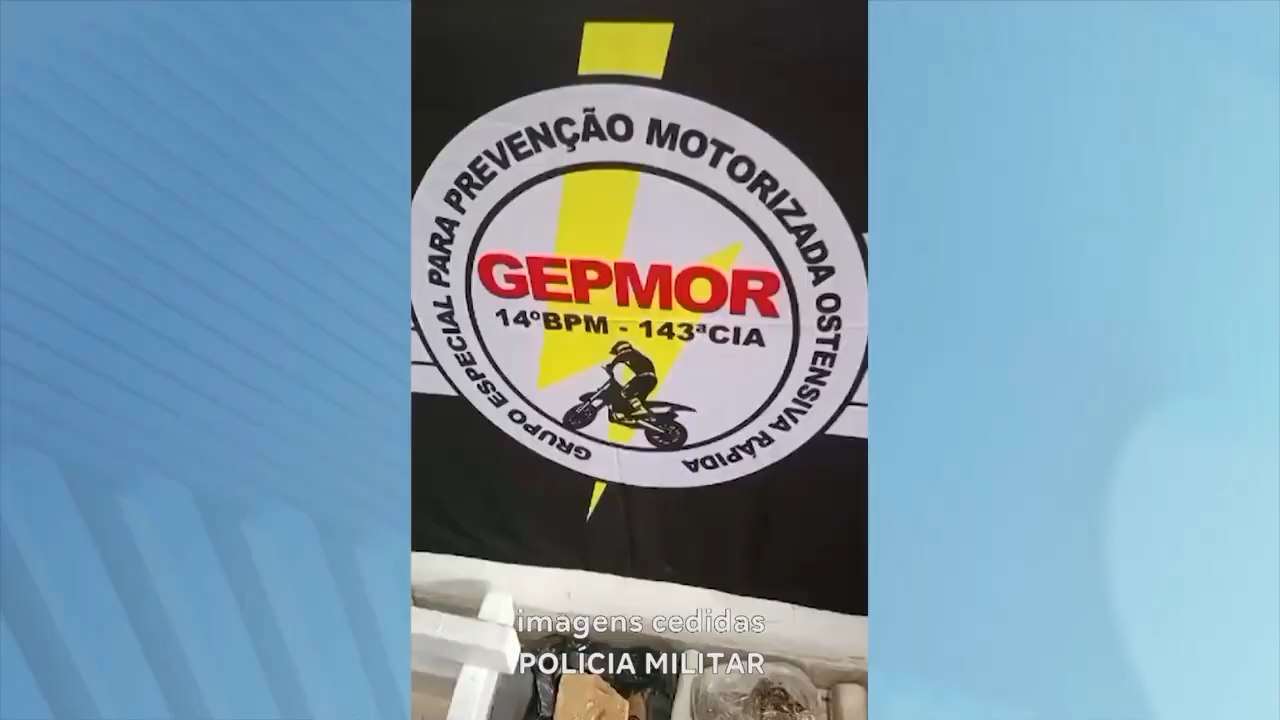 GRUPO ESPECIAL PARA PREVENÇÃO MOTORIZADA OSTENSIVA RÁPIDA
GEPMOR
14ºBPM - 143ªCIA
imagens cedidas
POLÍCIA MILITAR